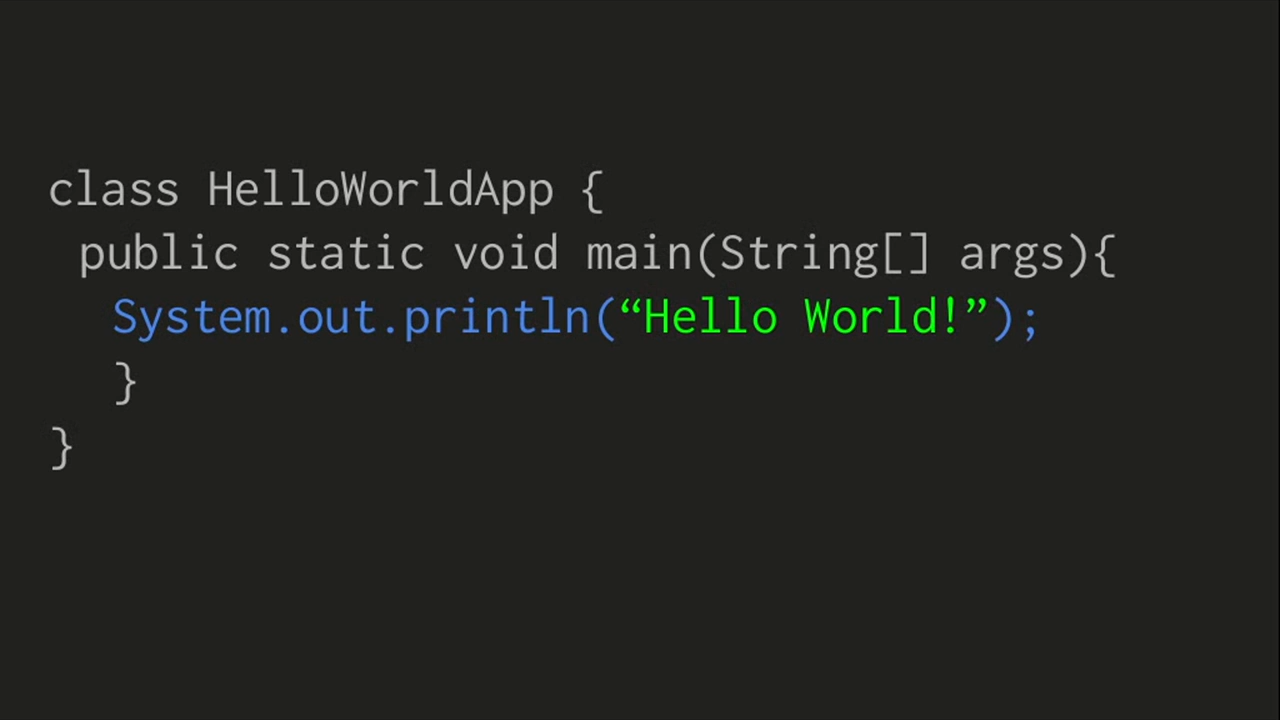 class HelloWorldApp {
public static void main(String[] args){
System.out.println(“Hello World!”);
}
}